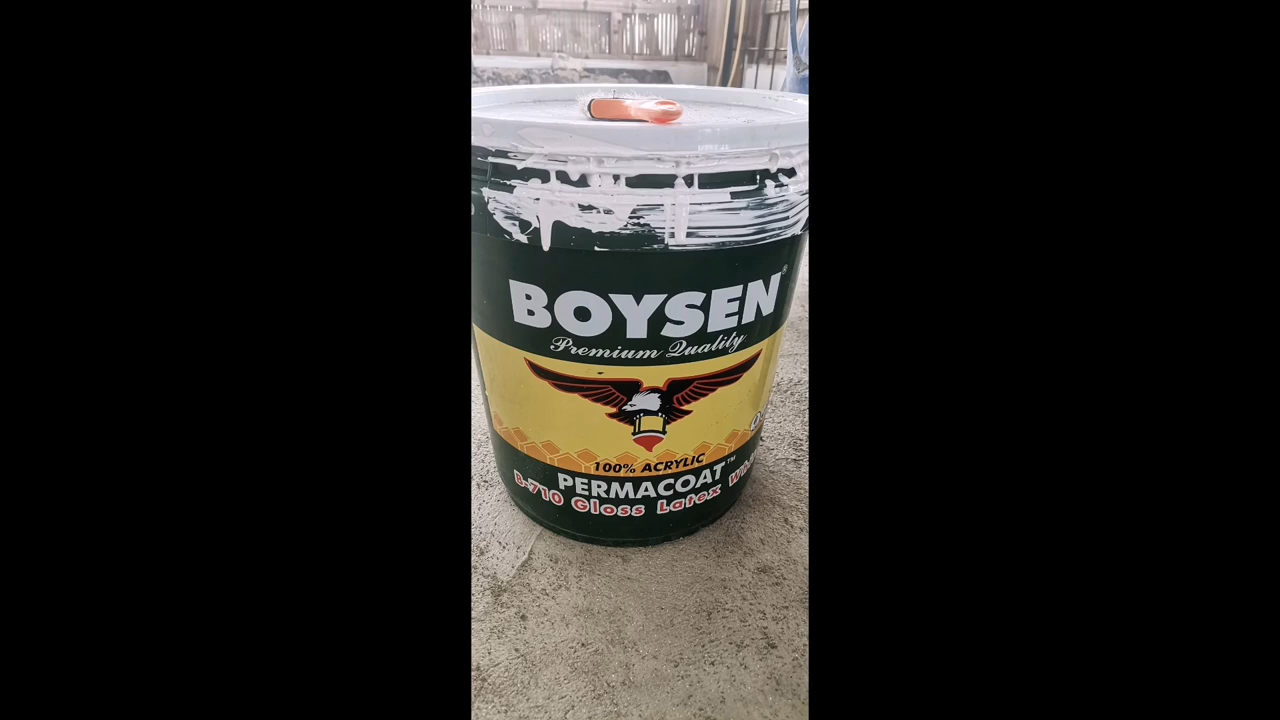 BOYSEN®
Premium Quality
100% ACRYLIC
PERMACOAT™
B-710 Gloss Latex